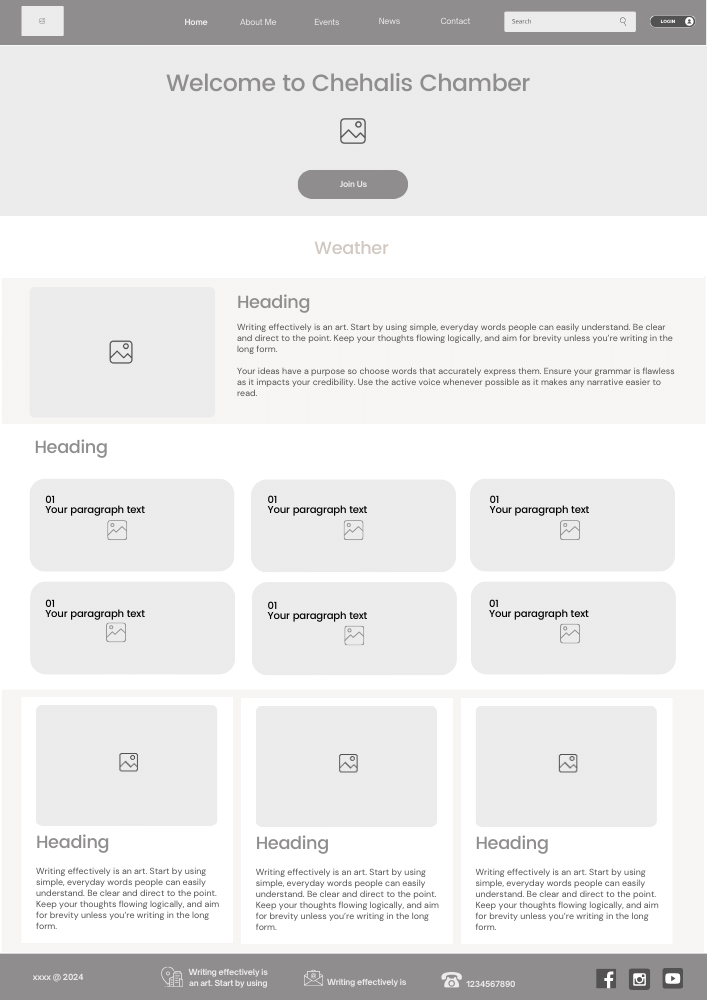 Home
About Me
Events
News
Contact
Search
LOGIN
Welcome to Chehalis Chamber
Join Us
Weather
Heading
Writing effectively is an art. Start by using simple, everyday words people can easily understand. Be clear
and direct to the point. Keep your thoughts flowing logically, and aim for brevity unless you're writing in the
long form.
Your ideas have a purpose so choose words that accurately express them. Ensure your grammar is flawless
as it impacts your credibility. Use the active voice whenever possible as it makes any narrative easier to
read.
Heading
01
Your paragraph text
01
Your paragraph text
01
Your paragraph text
01
Your paragraph text
01
Your paragraph text
01
Your paragraph text
Heading
Writing effectively is an art. Start by using
simple, everyday words people can easily
understand. Be clear and direct to the point.
Keep your thoughts flowing logically, and aim
for brevity unless you're writing in the long
form.
Heading
Writing effectively is an art. Start by using
simple, everyday words people can easily
understand. Be clear and direct to the point.
Keep your thoughts flowing logically, and aim
for brevity unless you're writing in the long
form.
Heading
Writing effectively is an art. Start by using
simple, everyday words people can easily
understand. Be clear and direct to the point.
Keep your thoughts flowing logically, and aim
for brevity unless you're writing in the long
form.
xxxx @ 2024
Writing effectively is
an art. Start by using
Writing effectively is
1234567890